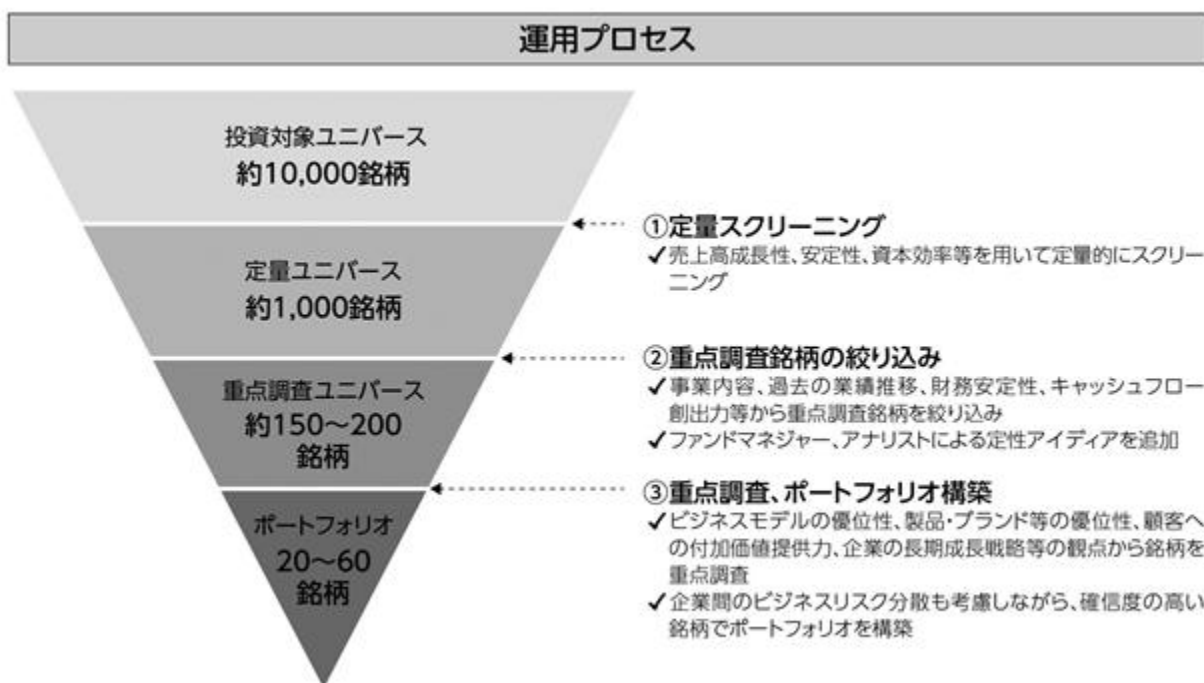 運用プロセス
投資対象ユニバース
約10,000銘柄
①定量スクリーニング
✓売上高成長性、安定性、資本効率等を用いて定量的にスクリー
ニング
定量ユニバース
約1,000銘柄
②重点調査銘柄の絞り込み
✓事業内容、過去の業績推移、財務安定性、キャッシュフロー
創出力等から重点調査銘柄を絞り込み
✓ファンドマネジャー、アナリストによる定性アイディアを追加
重点調査ユニバース
約150〜200
銘柄
③重点調査、ポートフォリオ構築
✓ビジネスモデルの優位性、製品・ブランド等の優位性、顧客へ
の付加価値提供力、企業の長期成長戦略等の観点から銘柄を
重点調査
✓企業間のビジネスリスク分散も考慮しながら、確信度の高い
銘柄でポートフォリオを構築
ポートフォリオ
20〜60
銘柄